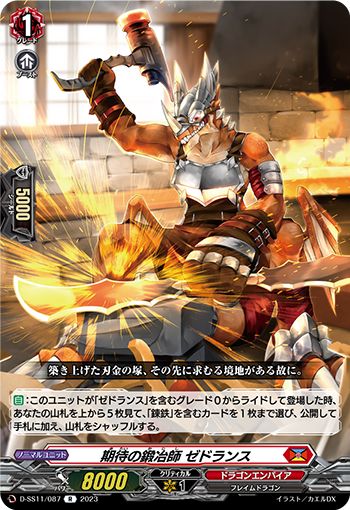 1
グレード
ブースト
5000
シールド
築き上げた刃金の塚、その先に求む境地がある故に。
自:このユニットが「ゼドランス」を含むグレード0からライドして登場した時、
あなたの山札を上から5枚見て、「鎹鉄」を含むカードを1枚まで選び、公開して
手札に加え、山札をシャッフルする。
ノーマルユニット
期待の鍛冶師 ゼドランス
D-SS11/087 R 2023
パワー
8000
クリティカル
1
ドラゴンエンパイア
フレイムドラゴン
イラスト/カエルDX